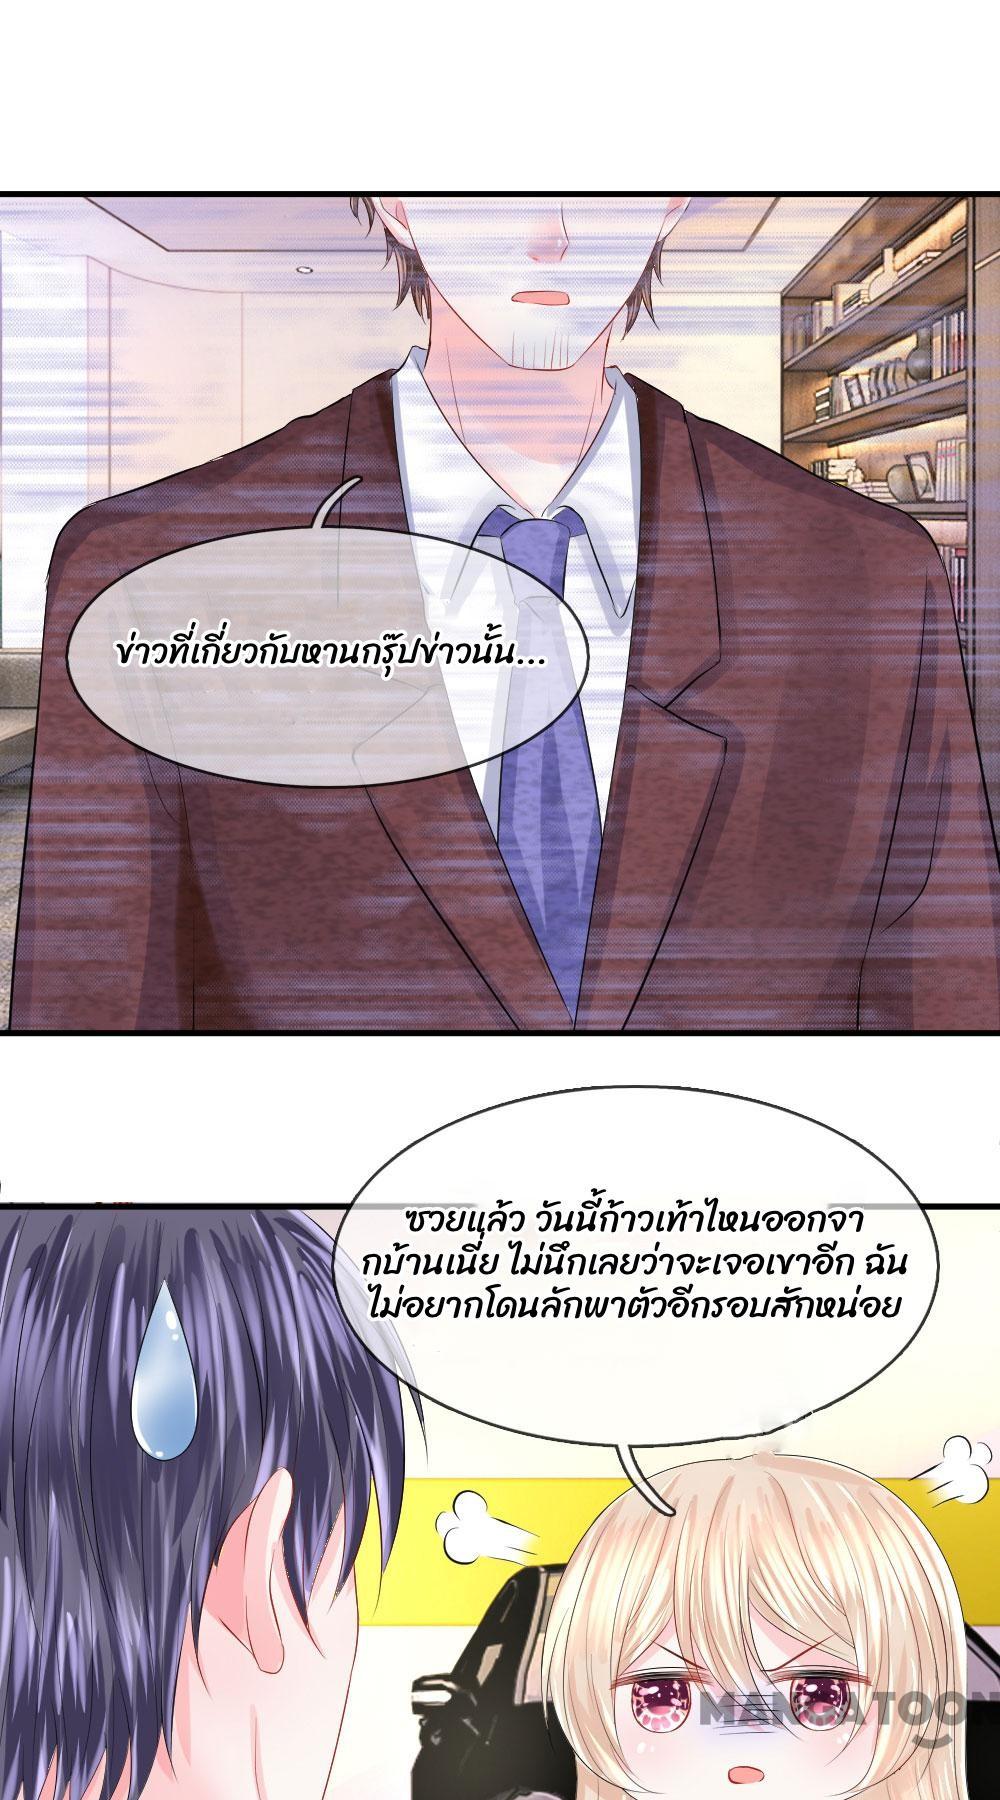 ข่าวที่เกี่ยวกับหานกรุ๊ปข่าวนั้น...
ซวยแล้ว วันนี้ก้าวเท้าไหนออกจา
กบ้านเนี่ย ไม่นึกเลยว่าจะเจอเขาอีก ฉัน
ไม่อยากโดนลักพาตัวอีกรอบสักหน่อย
MANGATOON